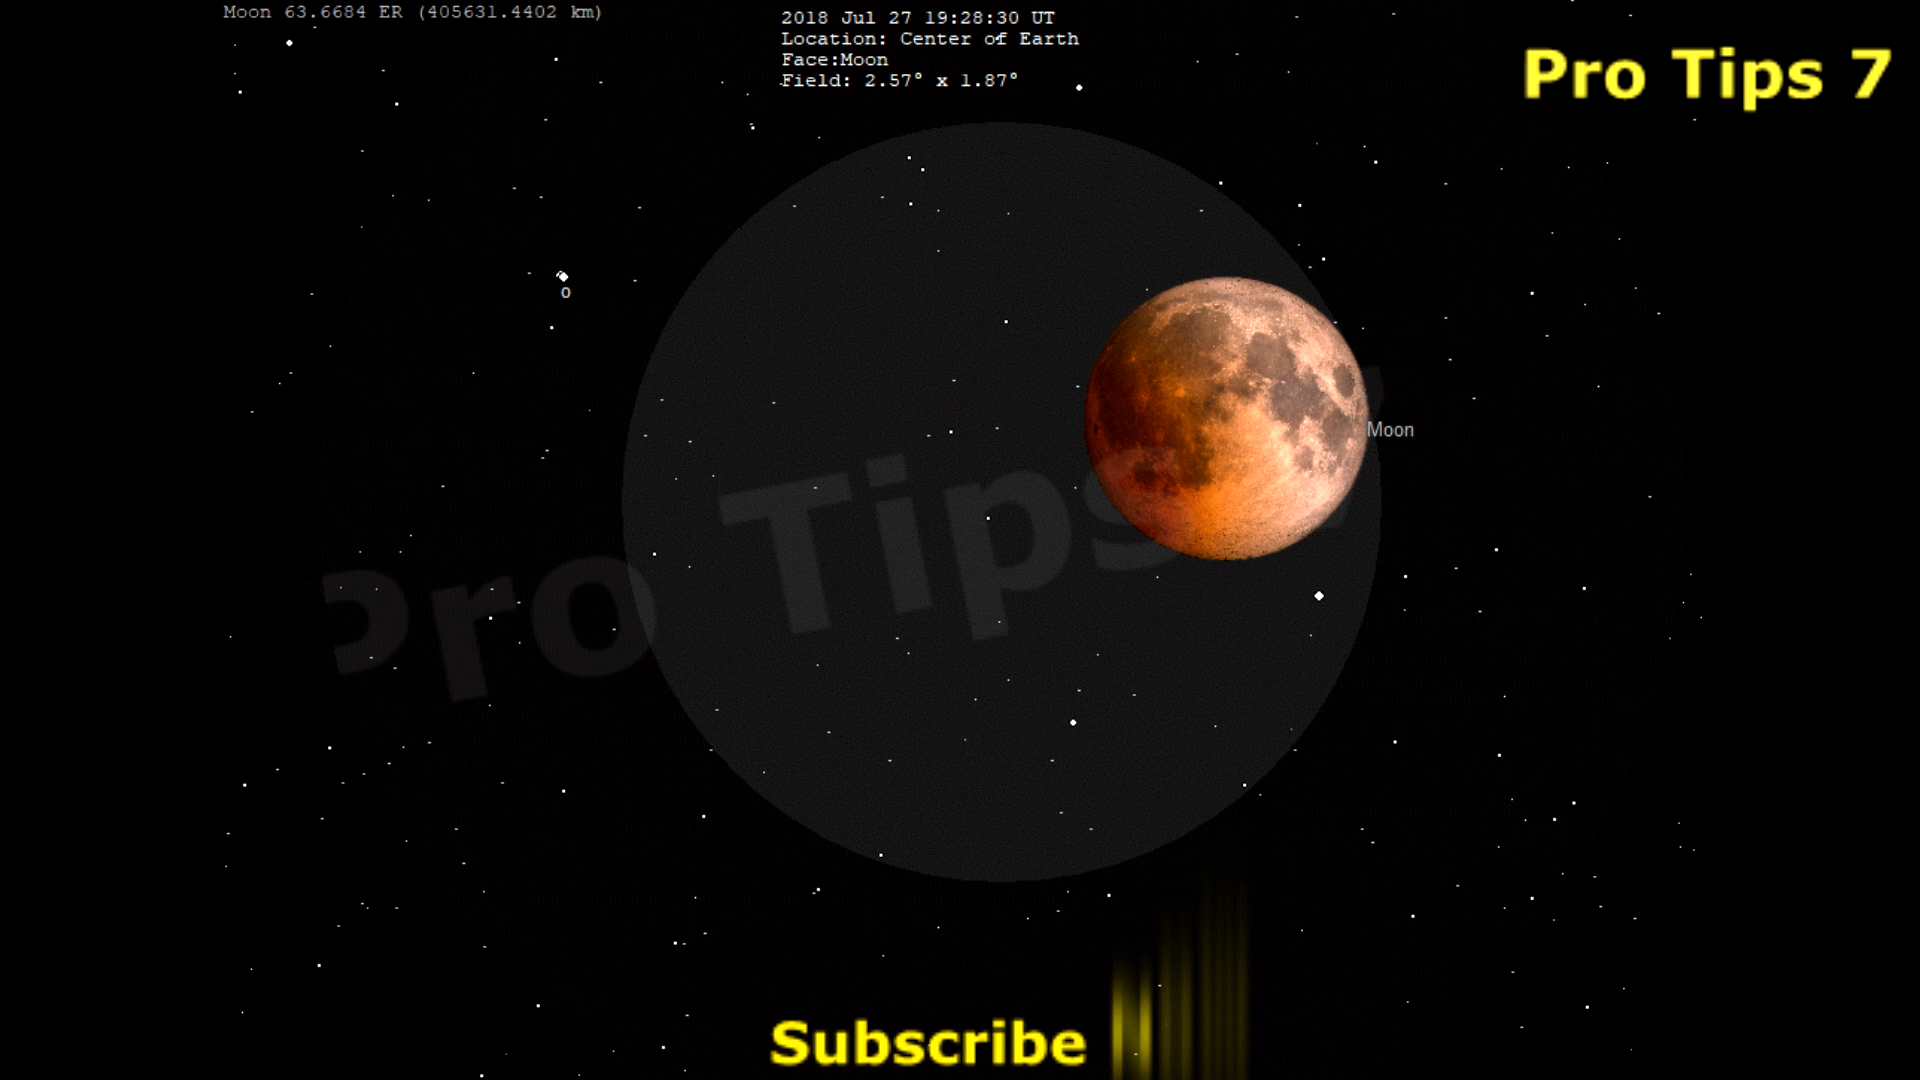 Moon 63.6684 ER (405631.4402 km)
2018 Jul 27 19:28:30 UT
Location: Center of Earth
Face:Moon
Field: 2.57° x 1.87°
Pro Tips 7
o
Moon
Pro Tips 7
Subscribe